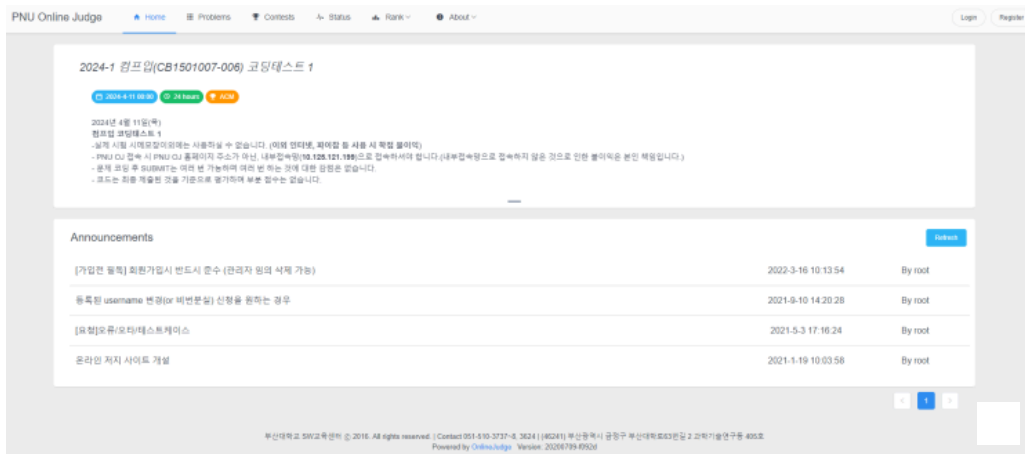 PNU Online Judge Home Problems Contests Status Rank About Login Register
2024-1 컴프입(CB1501007-006) 코딩테스트 1
2024-4-11 00:00 24 hours ACM
2024년 4월 11일(목)
컴프입 코딩테스트 1
-실제 시험 시메모장이외에는 사용하실 수 없습니다. (이외 인터넷, 파이참 등 사용 시 학점 불이익)
- PNU OJ 접속 시 PNU OJ 홈페이지 주소가 아닌, 내부접속망(10.125.121.199)으로 접속하셔야 합니다.(내부접속망으로 접속하지 않은 것으로 인한 불이익은 본인 책임입니다.)
- 문제 코딩 후 SUBMIT는 여러 번 가능하며 여러 번 하는 것에 대한 감점은 없습니다.
- 코드는 최종 제출된 것을 기준으로 평가하며 부분 점수는 없습니다.
Announcements Refresh
[가입전 필독] 회원가입시 반드시 준수 (관리자 임의 삭제 가능) 2022-3-16 10:13:54 By root
등록된 username 변경(or 비번분실) 신청을 원하는 경우 2021-9-10 14:20:28 By root
[요청]오류/오타/테스트케이스 2021-5-3 17:16:24 By root
온라인 저지 사이트 개설 2021-1-19 10:03:58 By root
< 1 >
부산대학교 SW교육센터 © 2016. All rights reserved. | Contact 051-510-3737~8, 3624 | (46241) 부산광역시 금정구 부산대학로63번길 2 과학기술연구동 405호
Powered by OnlineJudge Version: 20200709-f092d